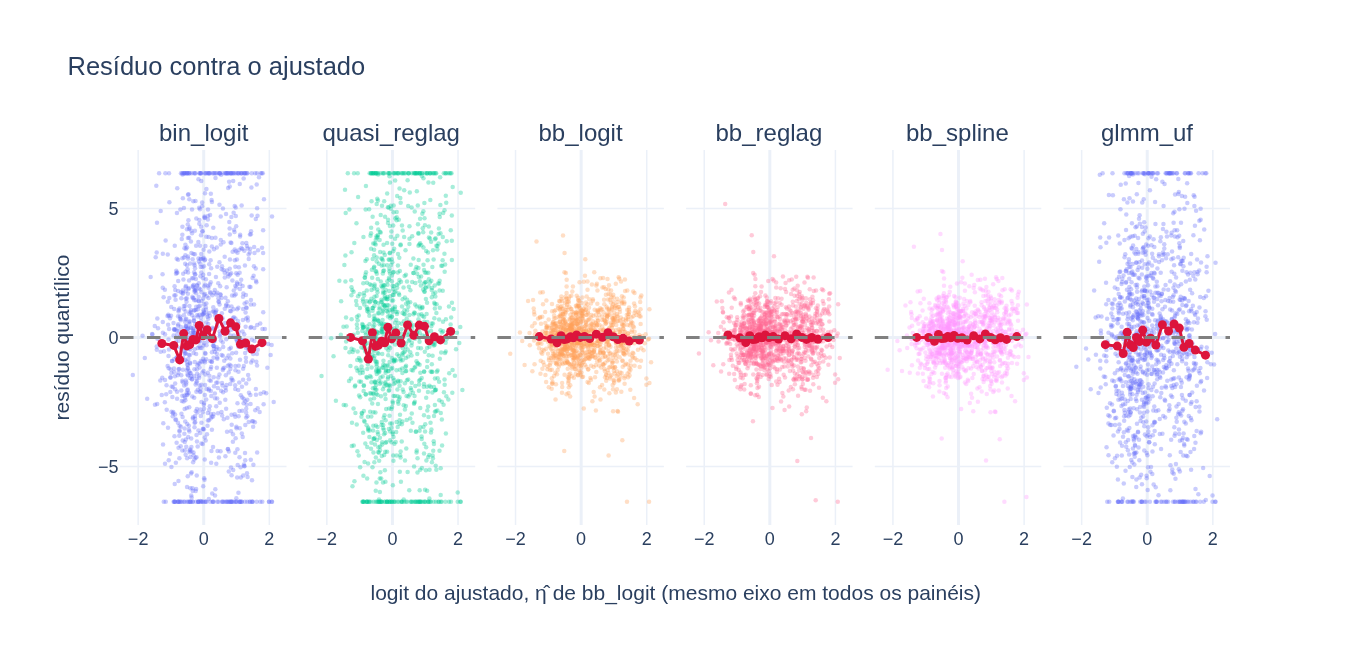 Resíduo contra o ajustado
bin_logit quasi_reglag bb_logit bb_reglag bb_spline glmm_uf
resíduo quantílico
5
0
−5
−2 0 2 −2 0 2 −2 0 2 −2 0 2 −2 0 2 −2 0 2
logit do ajustado, η̂ de bb_logit (mesmo eixo em todos os painéis)